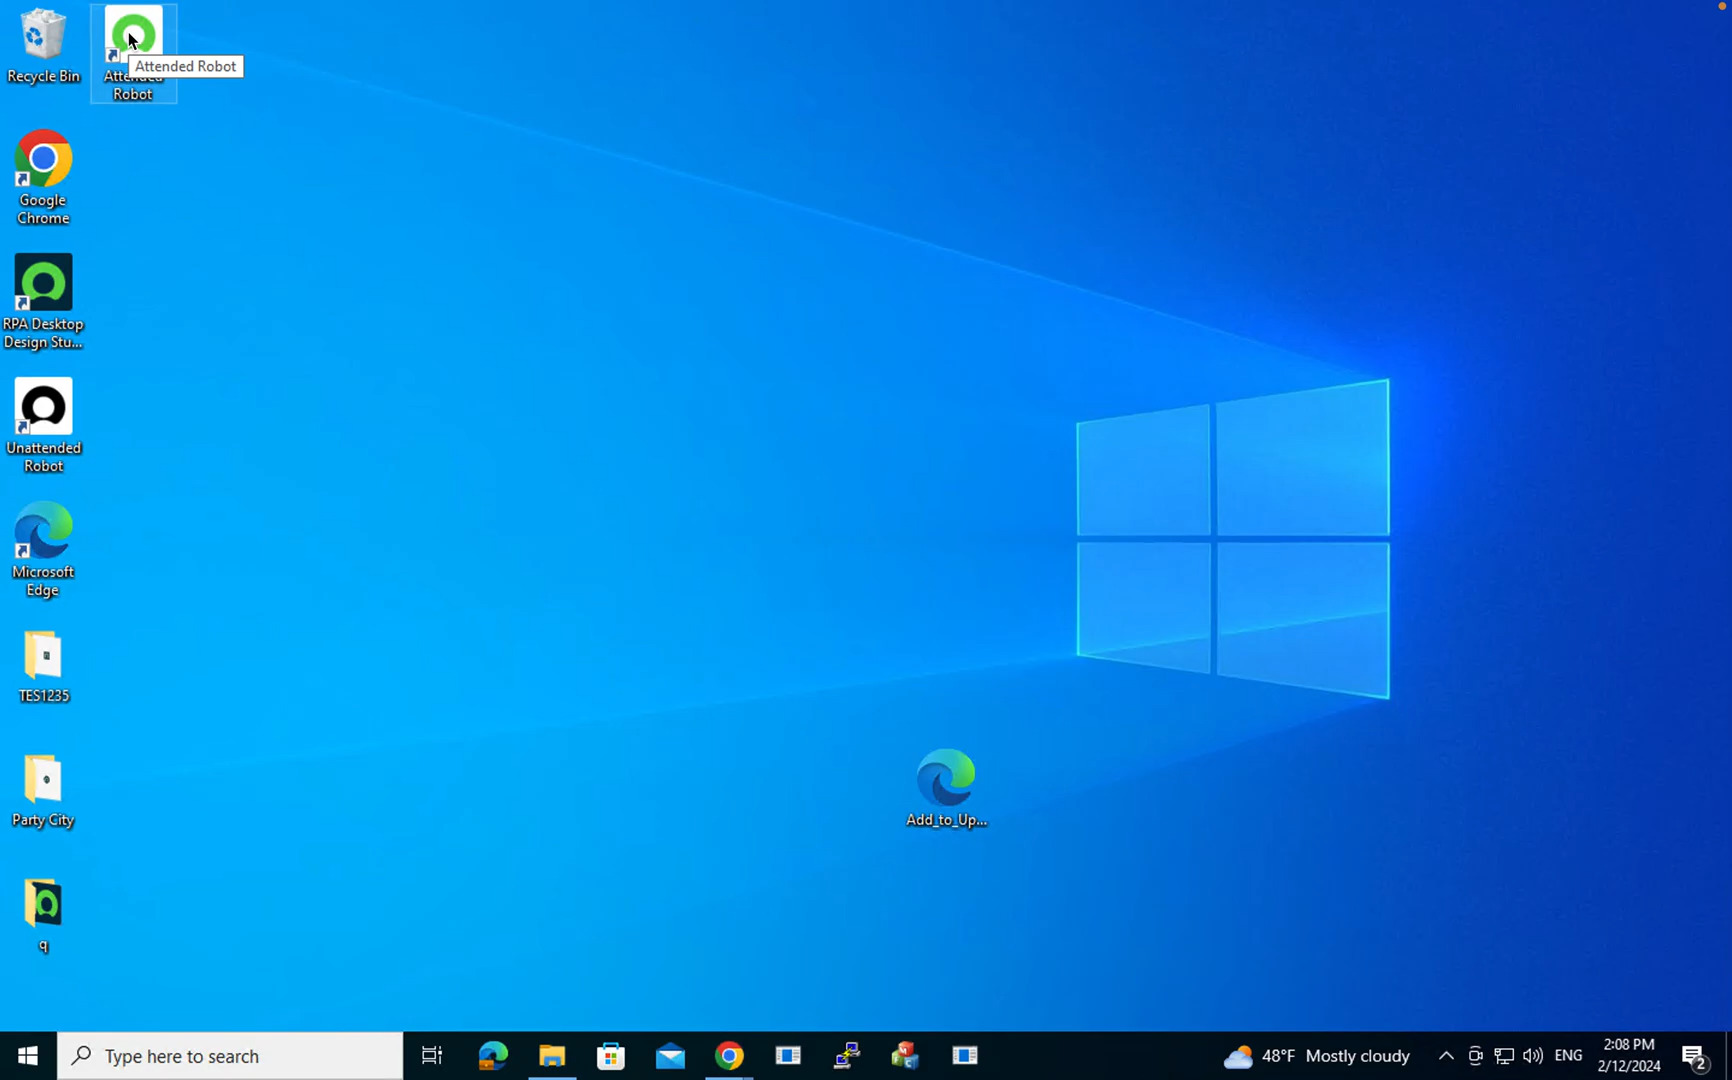 Recycle Bin
Attended
Robot
Attended Robot
Google
Chrome
RPA Desktop
Design Stu...
Unattended
Robot
Microsoft
Edge
TES1235
Party City
q
Add_to_Up...
Type here to search
48°F Mostly cloudy
ENG
2:08 PM
2/12/2024
2